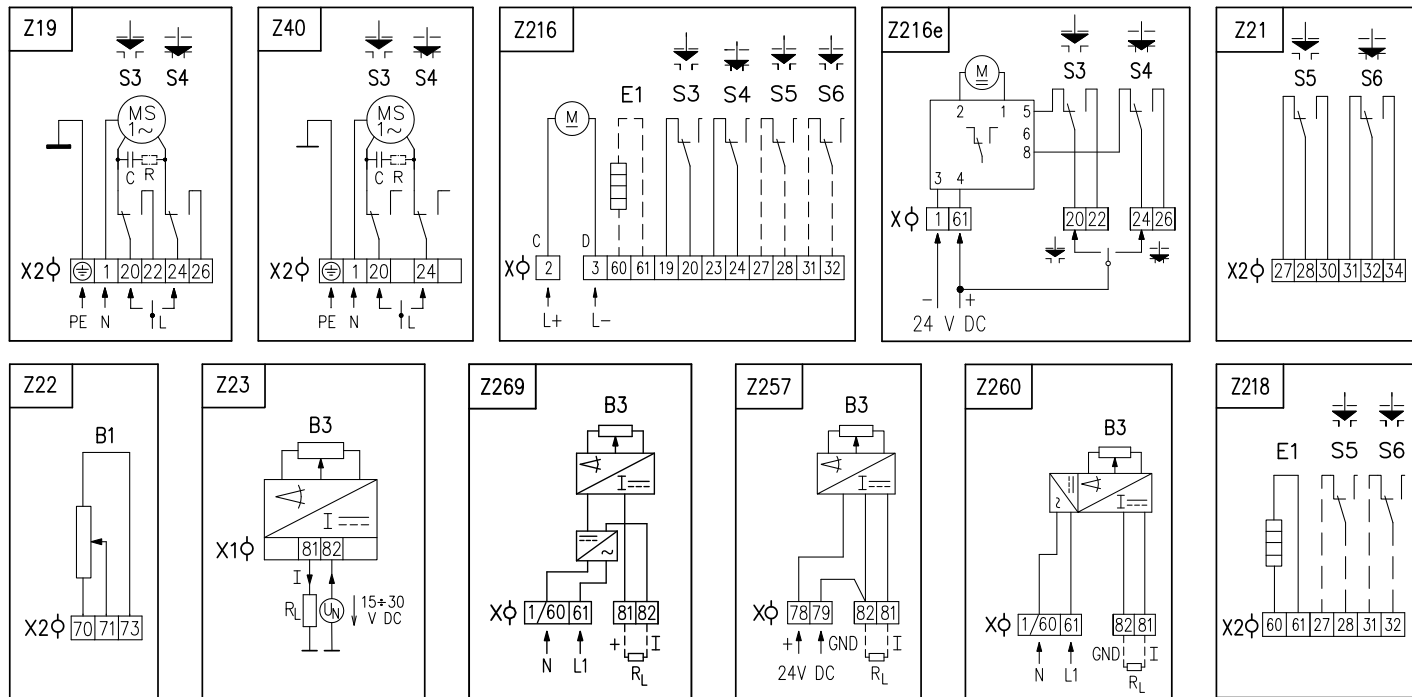 Z19
S3 S4
MS
1~
C R
X2
1 20 22 24 26
PE N L
Z40
S3 S4
MS
1~
C R
X2
1 20 24
PE N L
Z216
E1 S3 S4 S5 S6
M
C D
X
2 3 60 61 19 20 23 24 27 28 31 32
L+ L-
Z216e
M
S3 S4
2 1 5
6
8
3 4
X 1 61 20 22 24 26
- +
24 V DC
Z21
S5 S6
X2
27 28 30 31 32 34
Z22
B1
X2
70 71 73
Z23
B3
I
X1
81 82
I
RL UN 15÷30
V DC
Z269
B3
I
~
X
1/60 61 81 82
+ I
N L1 RL
Z257
B3
I
X
78 79 82 81
+ GND I
24V DC RL
Z260
B3
~ I
X
1/60 61 82 81
GND I
N L1 RL
Z218
E1 S5 S6
X2
60 61 27 28 31 32